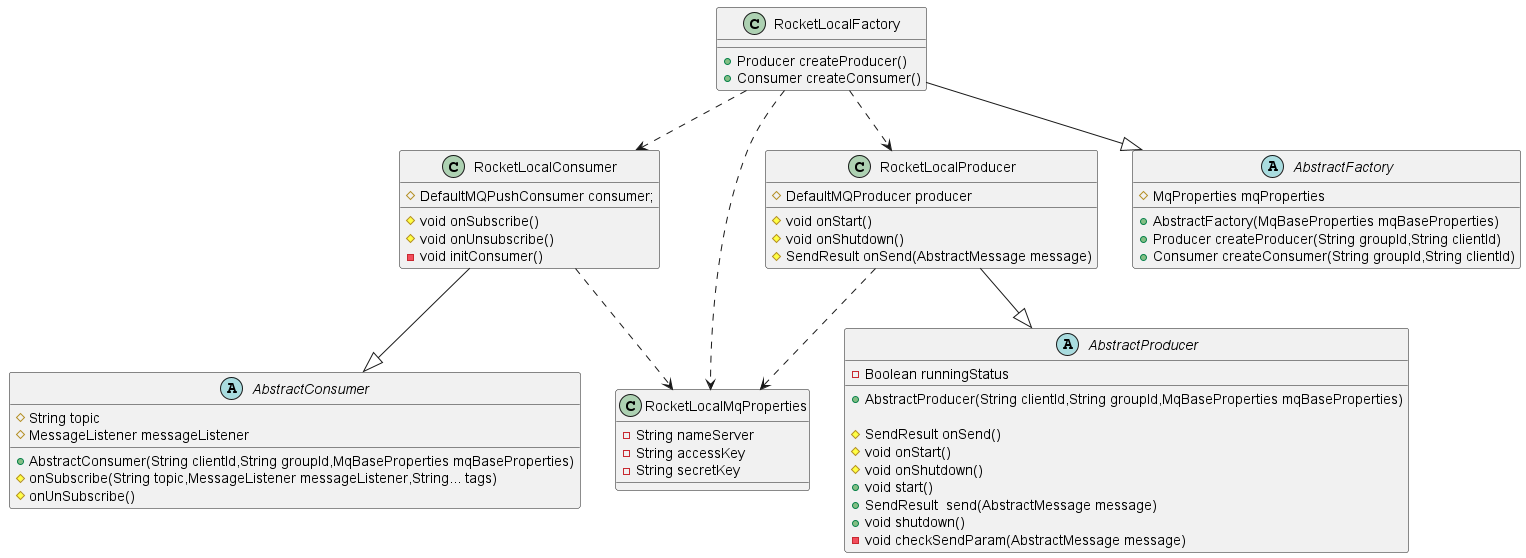 C RocketLocalFactory
Producer createProducer()
Consumer createConsumer()
C RocketLocalConsumer
DefaultMQPushConsumer consumer;
void onSubscribe()
void onUnsubscribe()
void initConsumer()
C RocketLocalProducer
DefaultMQProducer producer
void onStart()
void onShutdown()
SendResult onSend(AbstractMessage message)
A AbstractFactory
MqProperties mqProperties
AbstractFactory(MqBaseProperties mqBaseProperties)
Producer createProducer(String groupId,String clientId)
Consumer createConsumer(String groupId,String clientId)
A AbstractConsumer
String topic
MessageListener messageListener
AbstractConsumer(String clientId,String groupId,MqBaseProperties mqBaseProperties)
onSubscribe(String topic,MessageListener messageListener,String... tags)
onUnSubscribe()
C RocketLocalMqProperties
String nameServer
String accessKey
String secretKey
A AbstractProducer
Boolean runningStatus
AbstractProducer(String clientId,String groupId,MqBaseProperties mqBaseProperties)
SendResult onSend()
void onStart()
void onShutdown()
void start()
SendResult  send(AbstractMessage message)
void shutdown()
void checkSendParam(AbstractMessage message)